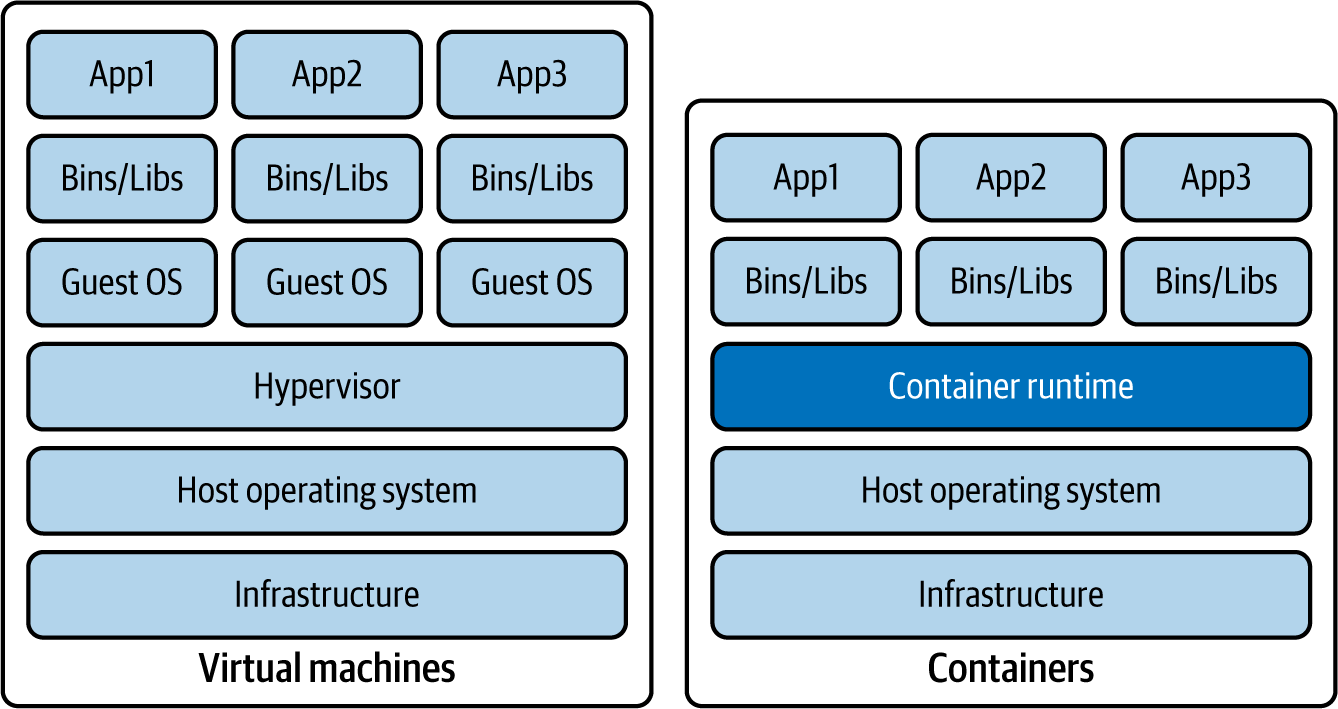 App1
App2
App3
Bins/Libs
Bins/Libs
Bins/Libs
Guest OS
Guest OS
Guest OS
Hypervisor
Host operating system
Infrastructure
Virtual machines
App1
App2
App3
Bins/Libs
Bins/Libs
Bins/Libs
Container runtime
Host operating system
Infrastructure
Containers